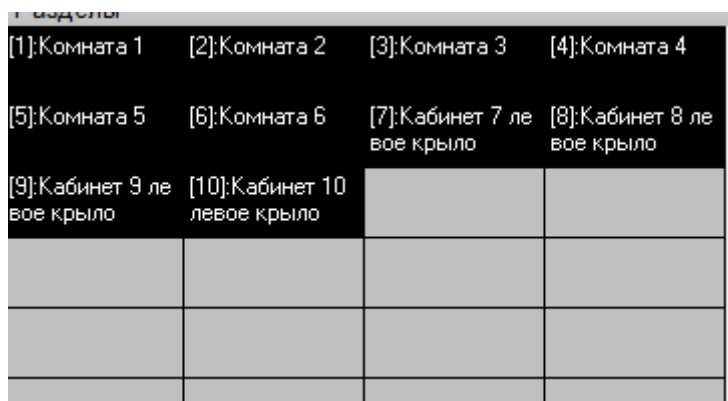 Разделы
[1]:Комната 1
[2]:Комната 2
[3]:Комната 3
[4]:Комната 4
[5]:Комната 5
[6]:Комната 6
[7]:Кабинет 7 ле
вое крыло
[8]:Кабинет 8 ле
вое крыло
[9]:Кабинет 9 ле
вое крыло
[10]:Кабинет 10
левое крыло